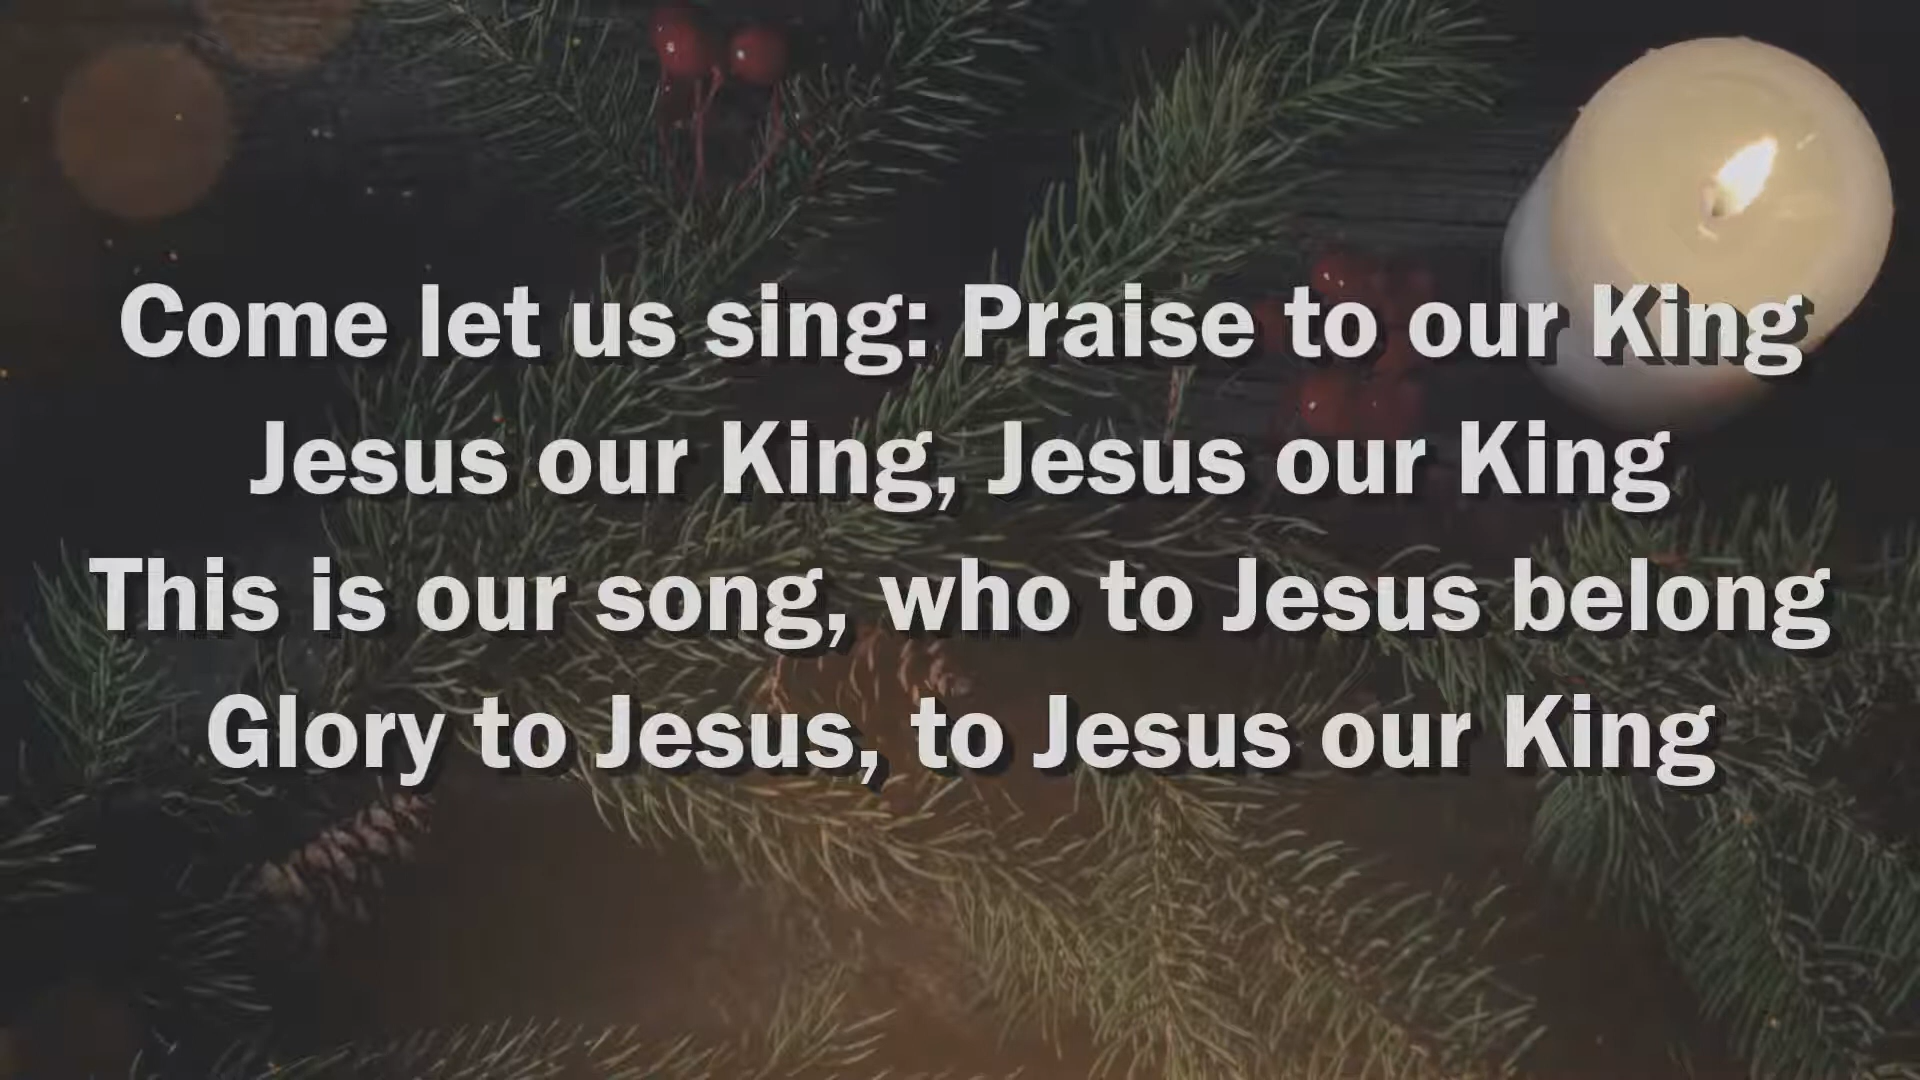 Come let us sing: Praise to our King
Jesus our King, Jesus our King
This is our song, who to Jesus belong
Glory to Jesus, to Jesus our King